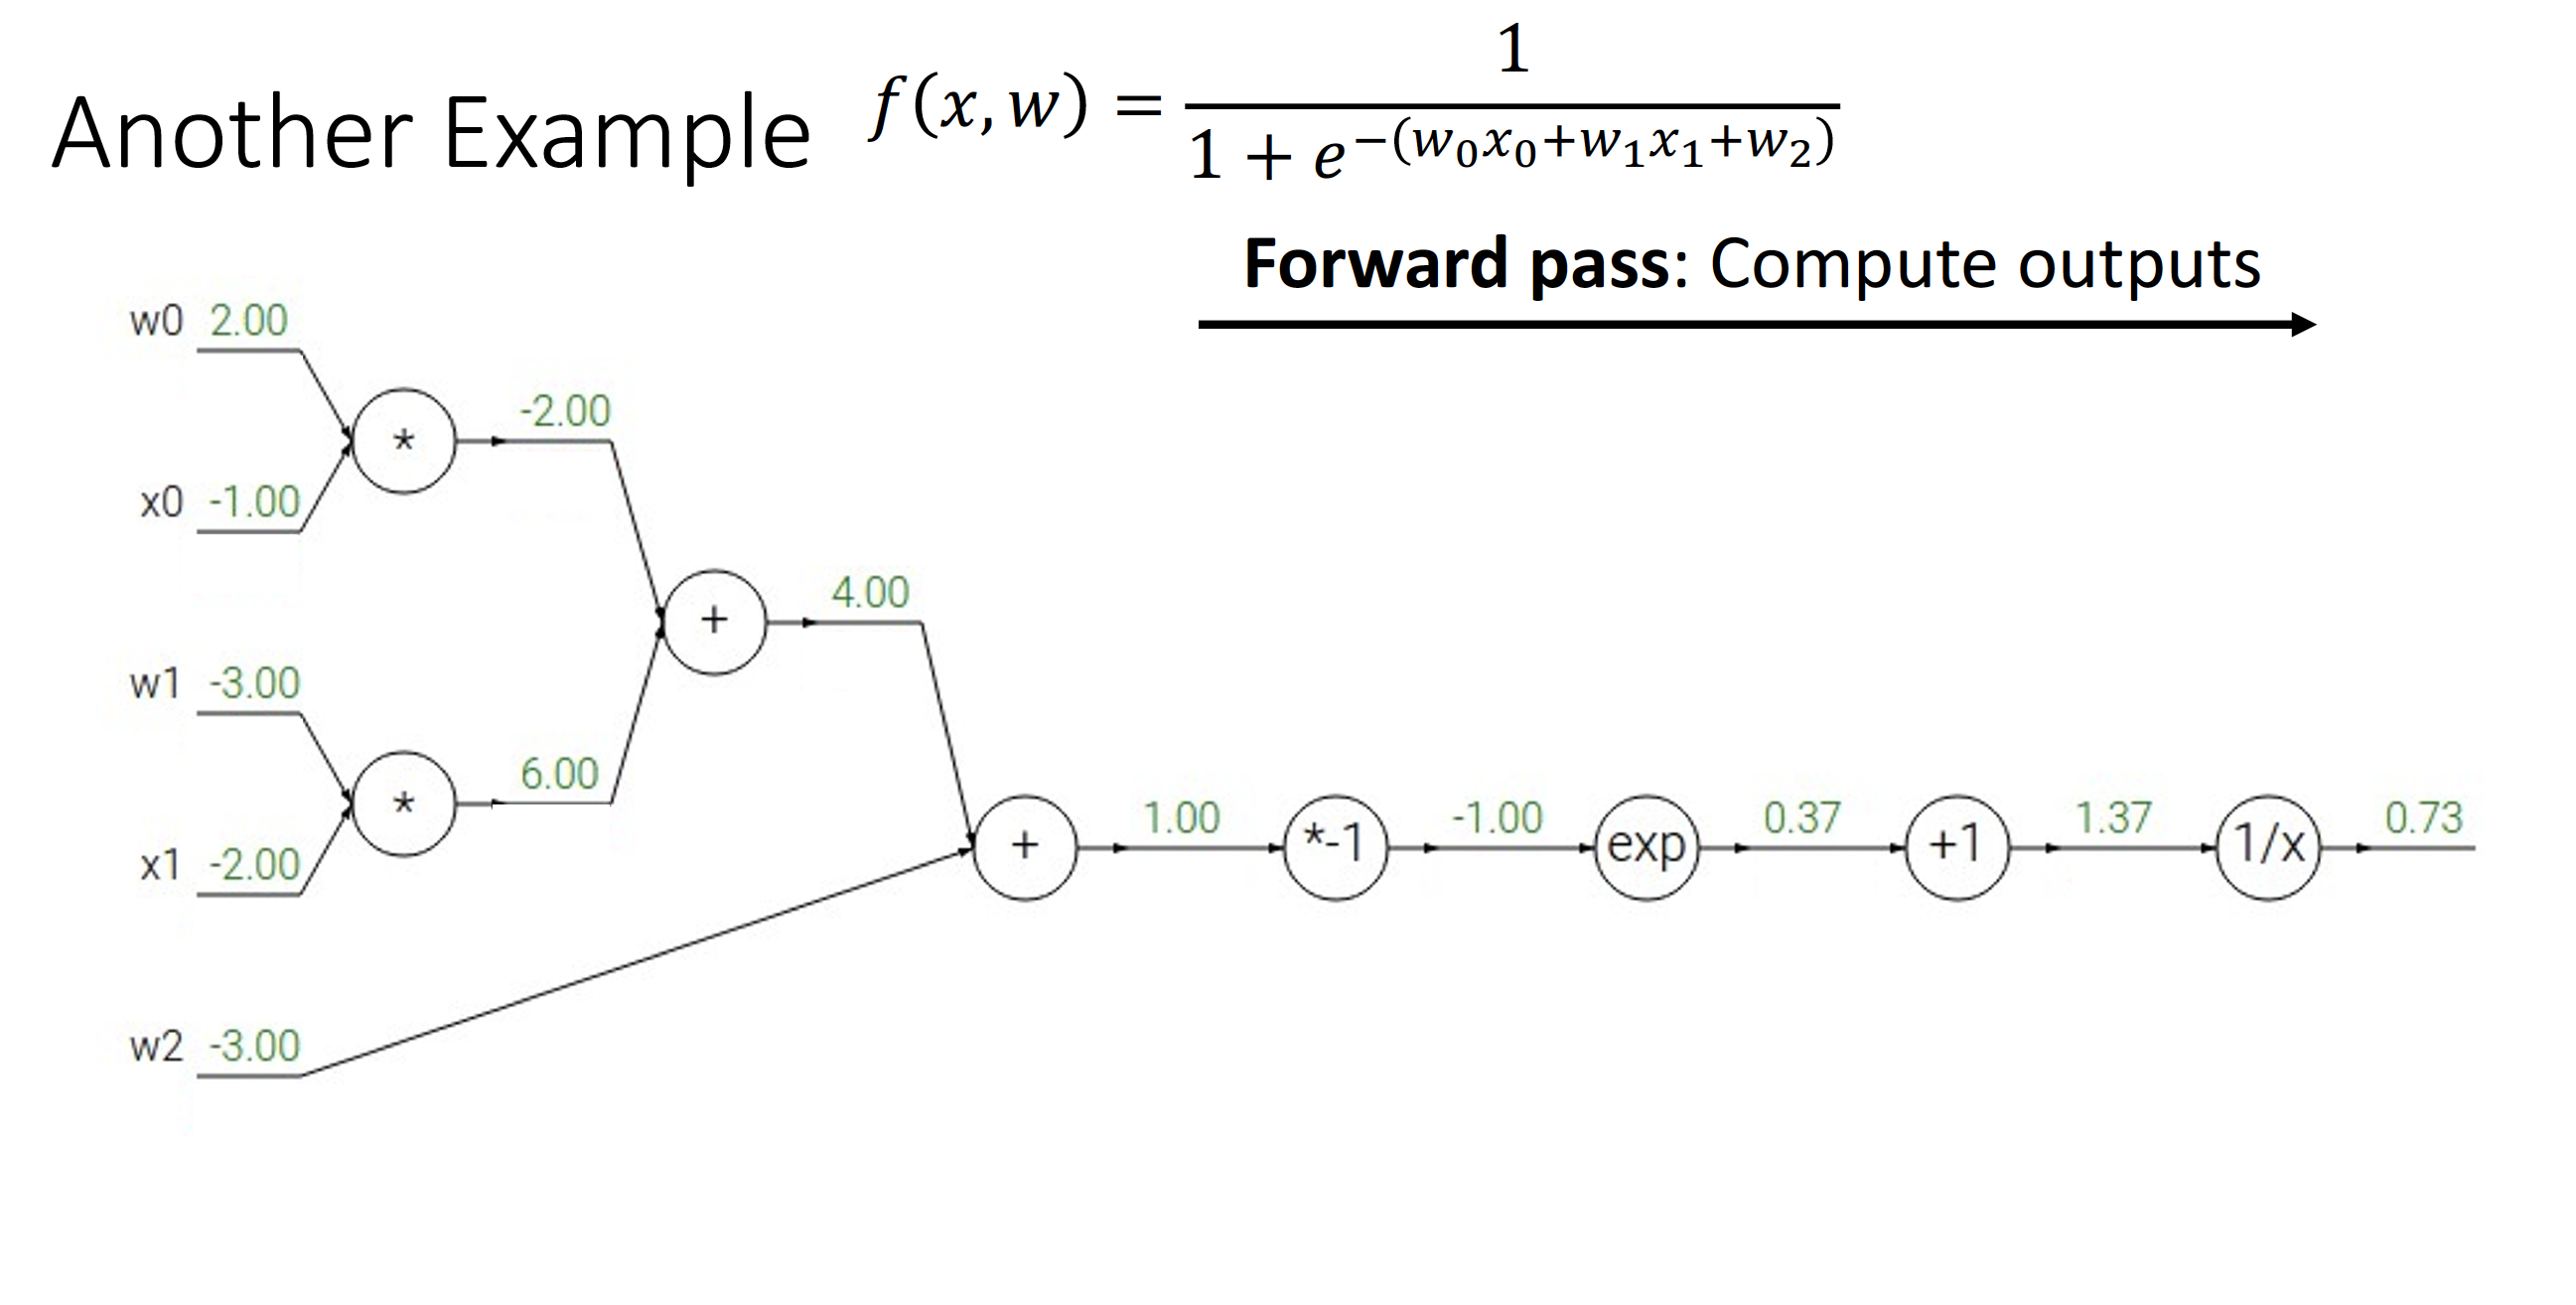 Another Example f(x, w) = 1 / (1 + e^−(w₀x₀+w₁x₁+w₂))
Forward pass: Compute outputs
w0 2.00
* -2.00
x0 -1.00
+ 4.00
w1 -3.00
* 6.00
x1 -2.00
+ 1.00 *-1 -1.00 exp 0.37 +1 1.37 1/x 0.73
w2 -3.00